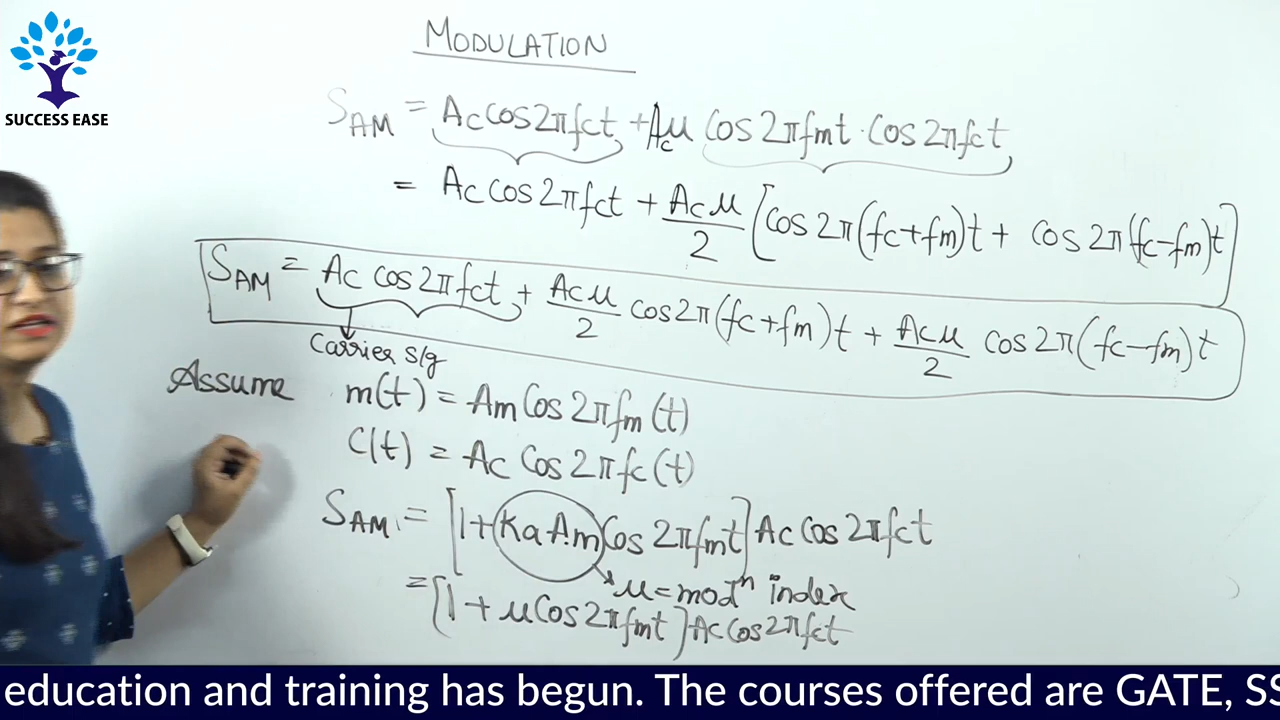 SUCCESS EASE
MODULATION
SAM = Ac Cos 2πfct + Acμ Cos 2πfmt · Cos 2πfct
= Ac cos 2πfct + Acμ/2 [cos 2π(fc+fm)t + cos 2π(fc-fm)t]
SAM = Ac cos 2πfct + Acμ/2 cos 2π(fc+fm)t + Acμ/2 cos 2π(fc-fm)t
Carrier s/g
Assume m(t) = Am Cos 2πfm(t)
C(t) = Ac Cos 2πfc(t)
SAM = [1+ Ka Am Cos 2πfmt] Ac Cos 2πfct
μ = modⁿ index
= [1 + μ Cos 2πfmt] Ac Cos 2πfct
education and training has begun. The courses offered are GATE, SS